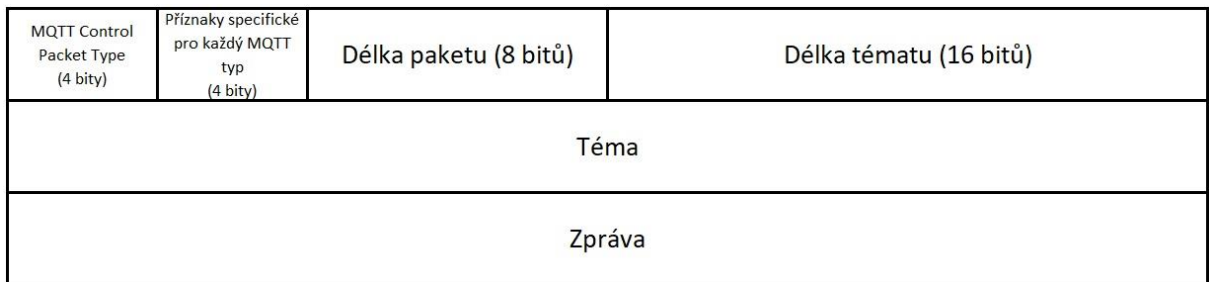 MQTT Control
Packet Type
(4 bity)
Příznaky specifické
pro každý MQTT
typ
(4 bity)
Délka paketu (8 bitů)
Délka tématu (16 bitů)
Téma
Zpráva